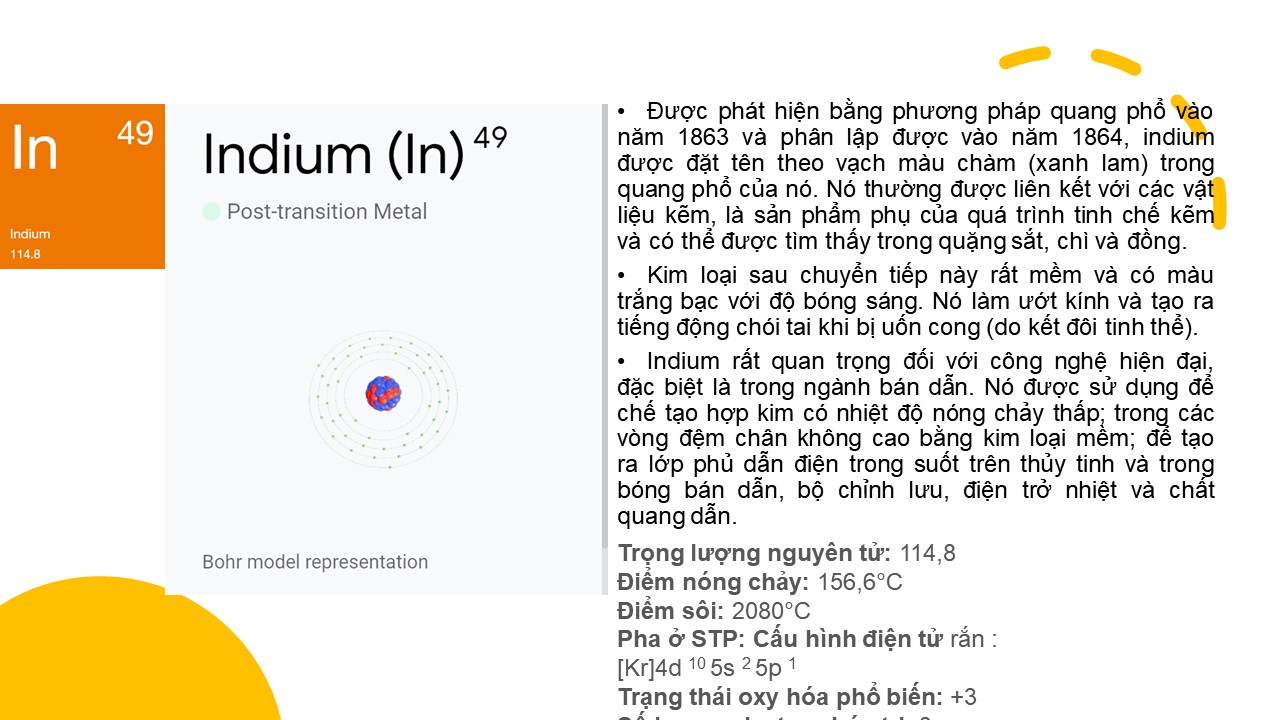 In 49
Indium
114.8
Indium (In) 49
Post-transition Metal
Bohr model representation
• Được phát hiện bằng phương pháp quang phổ vào
năm 1863 và phân lập được vào năm 1864, indium
được đặt tên theo vạch màu chàm (xanh lam) trong
quang phổ của nó. Nó thường được liên kết với các vật
liệu kẽm, là sản phẩm phụ của quá trình tinh chế kẽm
và có thể được tìm thấy trong quặng sắt, chì và đồng.
• Kim loại sau chuyển tiếp này rất mềm và có màu
trắng bạc với độ bóng sáng. Nó làm ướt kính và tạo ra
tiếng động chói tai khi bị uốn cong (do kết đôi tinh thể).
• Indium rất quan trọng đối với công nghệ hiện đại,
đặc biệt là trong ngành bán dẫn. Nó được sử dụng để
chế tạo hợp kim có nhiệt độ nóng chảy thấp; trong các
vòng đệm chân không cao bằng kim loại mềm; để tạo
ra lớp phủ dẫn điện trong suốt trên thủy tinh và trong
bóng bán dẫn, bộ chỉnh lưu, điện trở nhiệt và chất
quang dẫn.
Trọng lượng nguyên tử: 114,8
Điểm nóng chảy: 156,6°C
Điểm sôi: 2080°C
Pha ở STP: Cấu hình điện tử rắn :
[Kr]4d 10 5s 2 5p 1
Trạng thái oxy hóa phổ biến: +3